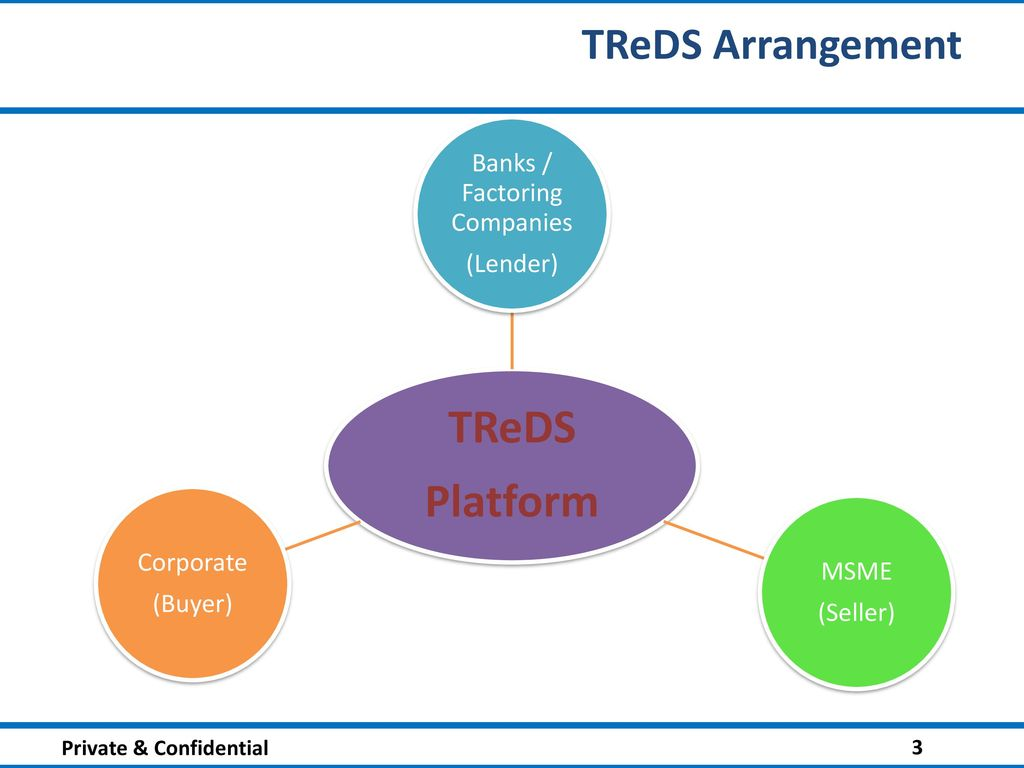 TReDS Arrangement
Banks /
Factoring
Companies
(Lender)
TReDS
Platform
Corporate
(Buyer)
MSME
(Seller)
Private & Confidential
3